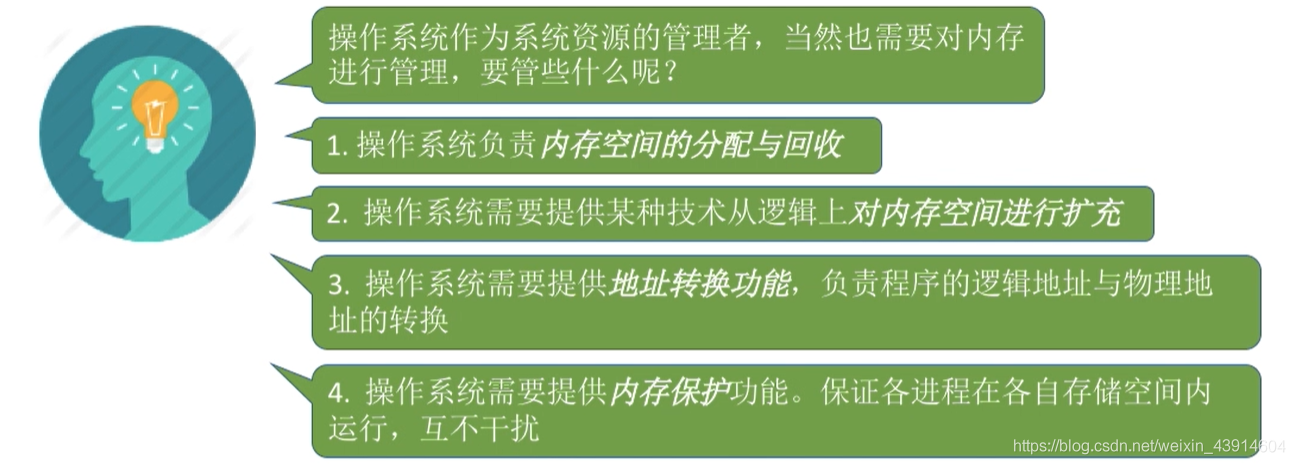 操作系统作为系统资源的管理者，当然也需要对内存
进行管理，要管些什么呢？
1. 操作系统负责内存空间的分配与回收
2. 操作系统需要提供某种技术从逻辑上对内存空间进行扩充
3. 操作系统需要提供地址转换功能，负责程序的逻辑地址与物理地
址的转换
4. 操作系统需要提供内存保护功能。保证各进程在各自存储空间内
运行，互不干扰
https://blog.csdn.net/weixin_43914604